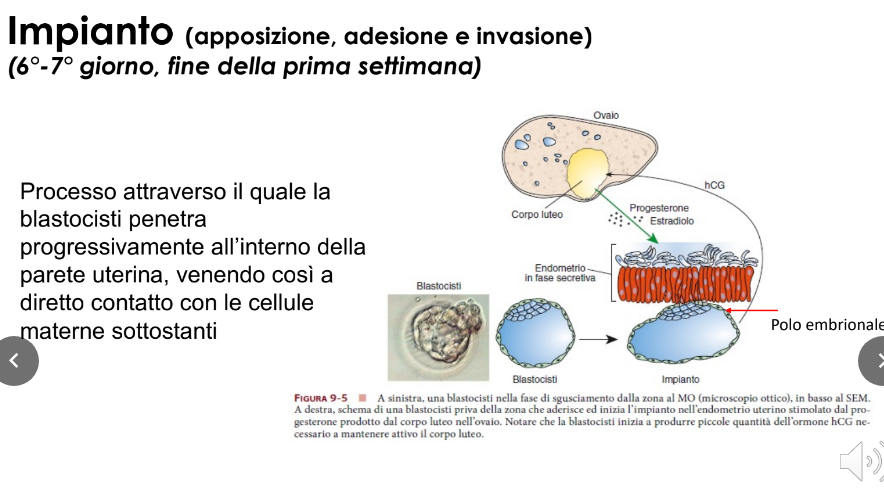 Impianto (apposizione, adesione e invasione)
(6°-7° giorno, fine della prima settimana)
Processo attraverso il quale la
blastocisti penetra
progressivamente all'interno della
parete uterina, venendo così a
diretto contatto con le cellule
materne sottostanti
Ovaio
hCG
Corpo luteo
Progesterone
Estradiolo
Endometrio
in fase secretiva
Blastocisti
Polo embrionale
Blastocisti
Impianto
FIGURA 9-5 A sinistra, una blastocisti nella fase di sgusciamento dalla zona al MO (microscopio ottico), in basso al SEM.
A destra, schema di una blastocisti priva della zona che aderisce ed inizia l'impianto nell'endometrio uterino stimolato dal pro-
gesterone prodotto dal corpo luteo nell'ovaio. Notare che la blastocisti inizia a produrre piccole quantità dell'ormone hCG ne-
cessario a mantenere attivo il corpo luteo.